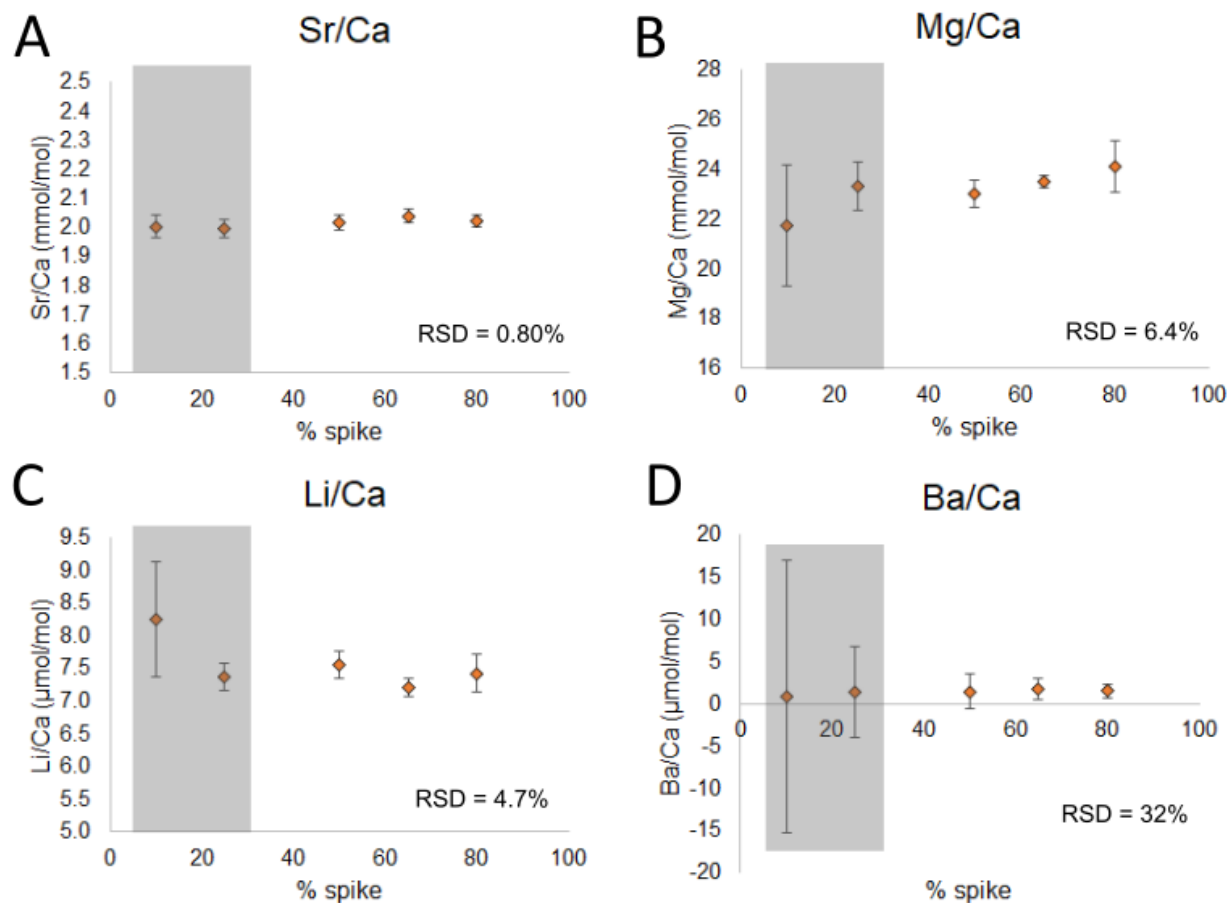 A
Sr/Ca
Sr/Ca (mmol/mol)
2.5
2.4
2.3
2.2
2.1
2.0
1.9
1.8
1.7
1.6
1.5
RSD = 0.80%
0 20 40 60 80 100
% spike
B
Mg/Ca
Mg/Ca (mmol/mol)
28
26
24
22
20
18
16
RSD = 6.4%
0 20 40 60 80 100
% spike
C
Li/Ca
Li/Ca (μmol/mol)
9.5
9.0
8.5
8.0
7.5
7.0
6.5
6.0
5.5
5.0
RSD = 4.7%
0 20 40 60 80 100
% spike
D
Ba/Ca
Ba/Ca (μmol/mol)
20
15
10
5
0
-5
-10
-15
-20
0 20 40 60 80 100
RSD = 32%
% spike